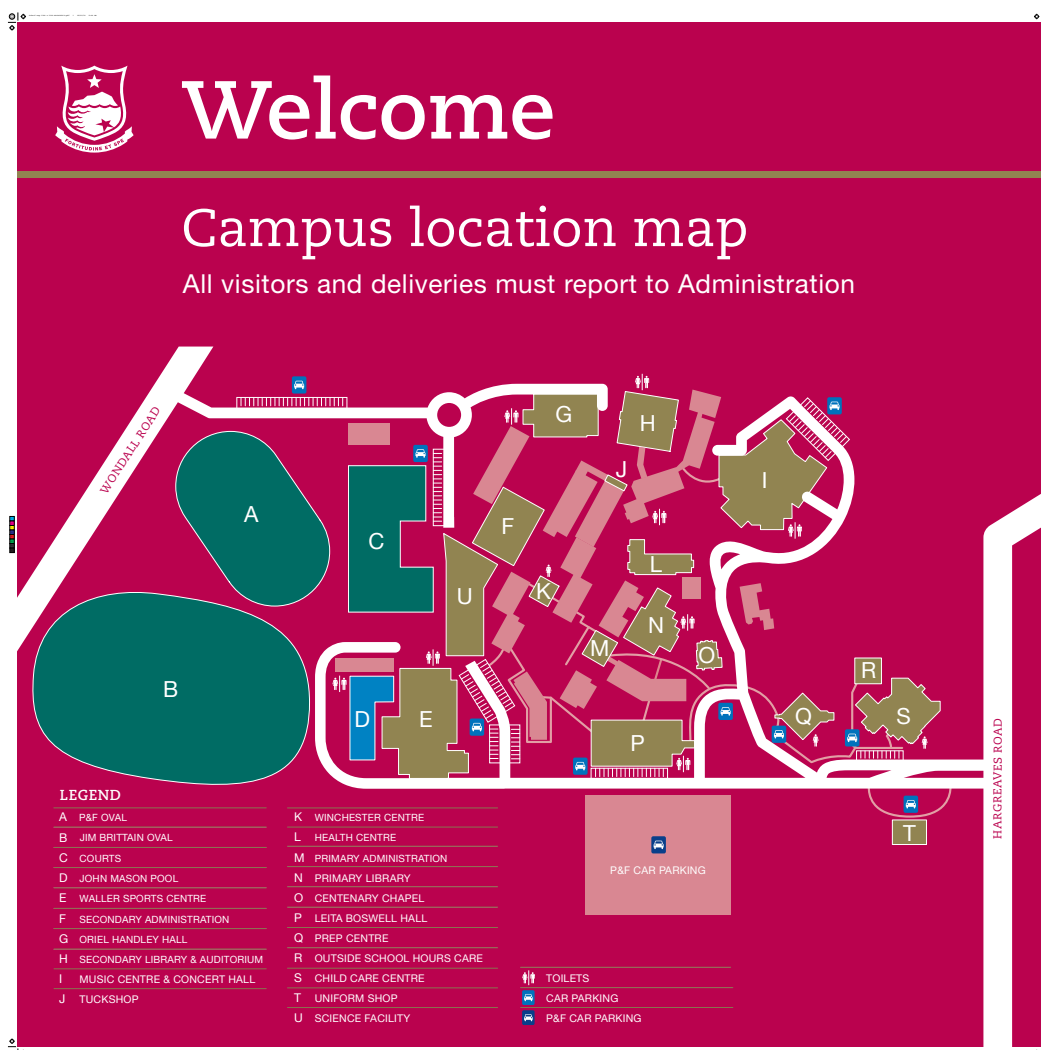 FORTITUDINE ET SPE
Welcome
Campus location map
All visitors and deliveries must report to Administration
WONDALL ROAD
HARGREAVES ROAD
A
B
C
D
E
F
G
H
I
J
K
L
M
N
O
P
Q
R
S
T
U
P&F CAR PARKING
LEGEND
A P&F OVAL
B JIM BRITTAIN OVAL
C COURTS
D JOHN MASON POOL
E WALLER SPORTS CENTRE
F SECONDARY ADMINISTRATION
G ORIEL HANDLEY HALL
H SECONDARY LIBRARY & AUDITORIUM
I MUSIC CENTRE & CONCERT HALL
J TUCKSHOP
K WINCHESTER CENTRE
L HEALTH CENTRE
M PRIMARY ADMINISTRATION
N PRIMARY LIBRARY
O CENTENARY CHAPEL
P LEITA BOSWELL HALL
Q PREP CENTRE
R OUTSIDE SCHOOL HOURS CARE
S CHILD CARE CENTRE
T UNIFORM SHOP
U SCIENCE FACILITY
TOILETS
CAR PARKING
P&F CAR PARKING